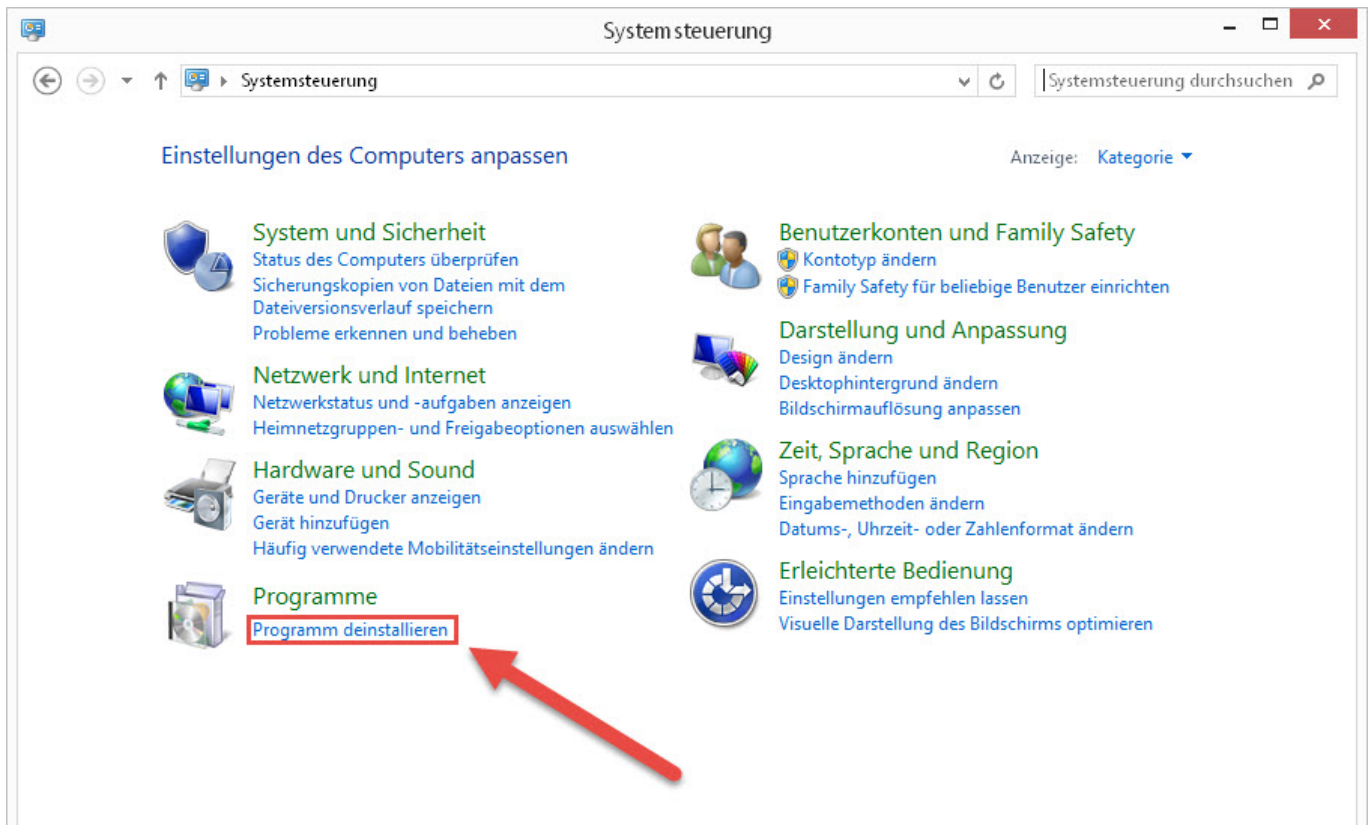 Systemsteuerung
Systemsteuerung
Systemsteuerung durchsuchen
Einstellungen des Computers anpassen
Anzeige: Kategorie
System und Sicherheit
Status des Computers überprüfen
Sicherungskopien von Dateien mit dem
Dateiversionsverlauf speichern
Probleme erkennen und beheben
Netzwerk und Internet
Netzwerkstatus und -aufgaben anzeigen
Heimnetzgruppen- und Freigabeoptionen auswählen
Hardware und Sound
Geräte und Drucker anzeigen
Gerät hinzufügen
Häufig verwendete Mobilitätseinstellungen ändern
Programme
Programm deinstallieren
Benutzerkonten und Family Safety
Kontotyp ändern
Family Safety für beliebige Benutzer einrichten
Darstellung und Anpassung
Design ändern
Desktophintergrund ändern
Bildschirmauflösung anpassen
Zeit, Sprache und Region
Sprache hinzufügen
Eingabemethoden ändern
Datums-, Uhrzeit- oder Zahlenformat ändern
Erleichterte Bedienung
Einstellungen empfehlen lassen
Visuelle Darstellung des Bildschirms optimieren